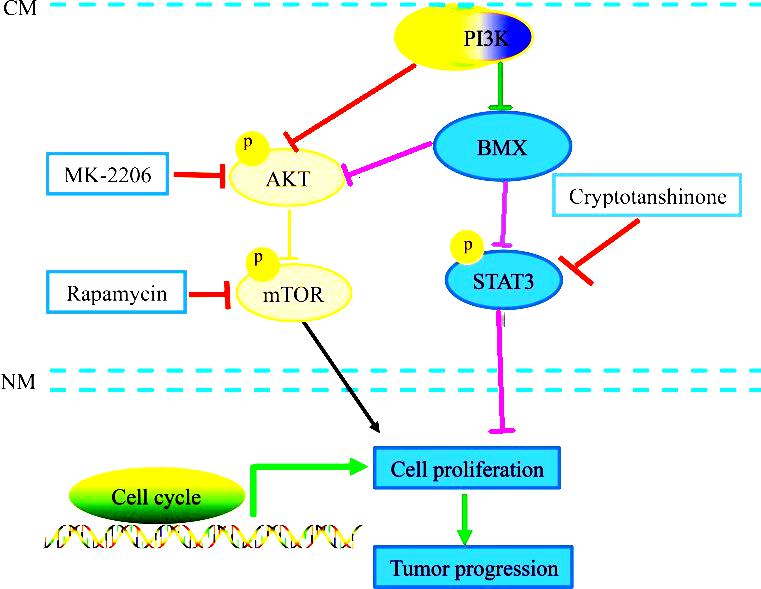 CM
PI3K
BMX
p
AKT
MK-2206
Cryptotanshinone
p
STAT3
p
mTOR
Rapamycin
NM
Cell proliferation
Cell cycle
Tumor progression